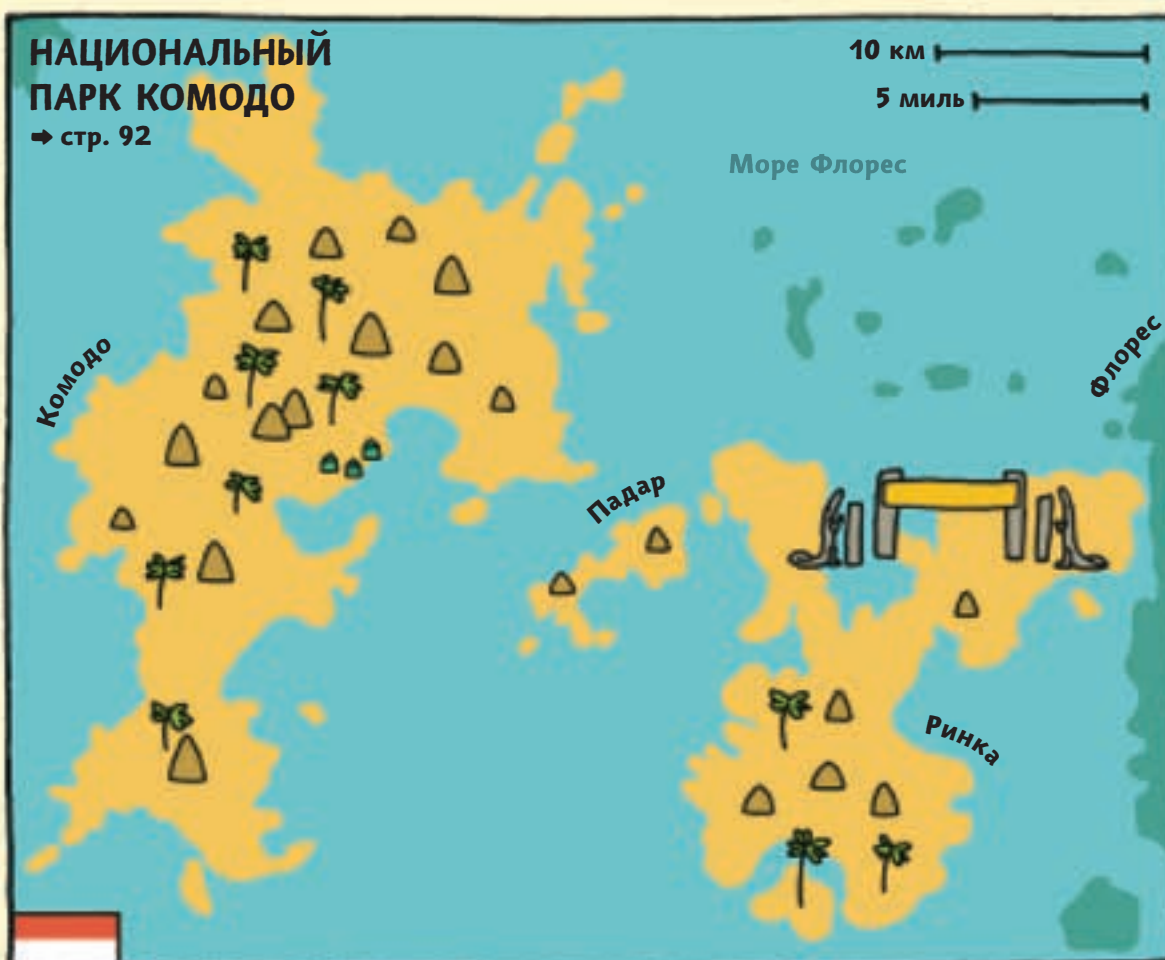 НАЦИОНАЛЬНЫЙ
ПАРК КОМОДО
➡ стр. 92
10 км
5 миль
Море Флорес
Комодо
Флорес
Падар
Ринка